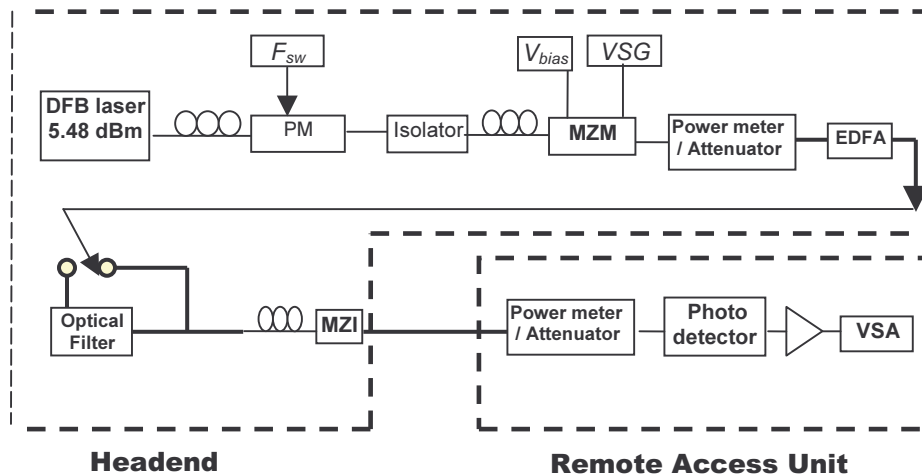 F_sw
V_bias
VSG
DFB laser
5.48 dBm
PM
Isolator
MZM
Power meter
/ Attenuator
EDFA
Optical
Filter
MZI
Power meter
/ Attenuator
Photo
detector
VSA
Headend
Remote Access Unit